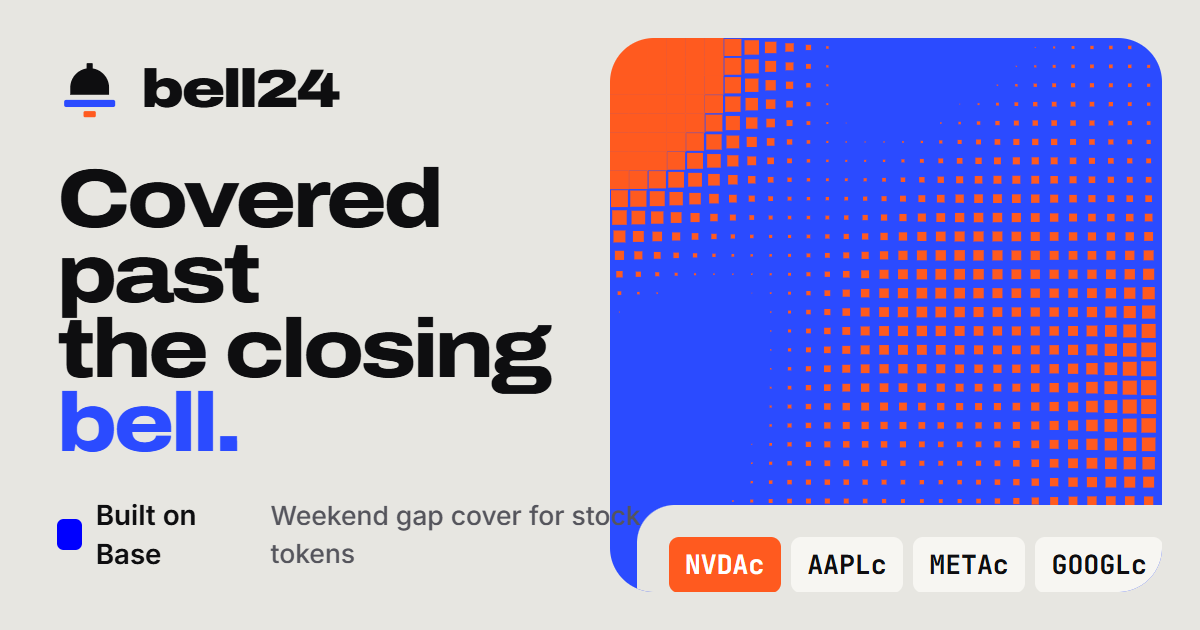 bell24
Covered
past
the closing
bell.
Built on
Base
Weekend gap cover for stock
tokens
NVDAc AAPLc METAc GOOGLc